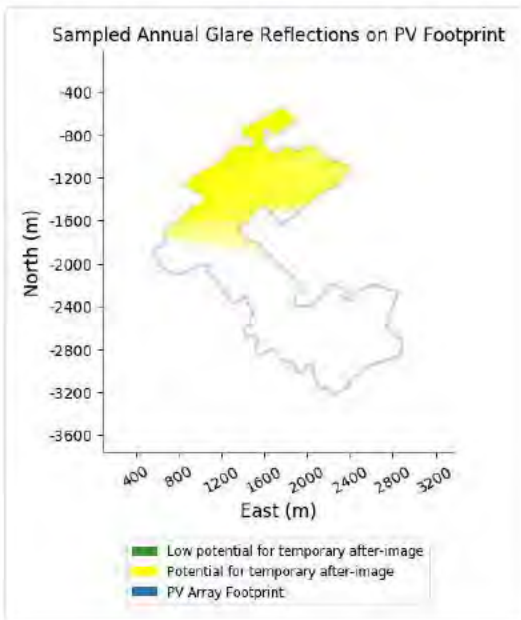 Sampled Annual Glare Reflections on PV Footprint
-400
-800
-1200
-1600
-2000
-2400
-2800
-3200
-3600
North (m)
400
800
1200
1600
2000
2400
2800
3200
East (m)
Low potential for temporary after-image
Potential for temporary after-image
PV Array Footprint